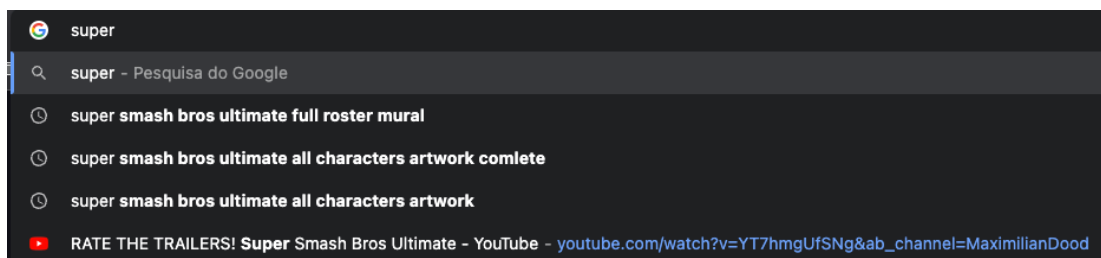 super
super - Pesquisa do Google
super smash bros ultimate full roster mural
super smash bros ultimate all characters artwork comlete
super smash bros ultimate all characters artwork
RATE THE TRAILERS! Super Smash Bros Ultimate - YouTube - youtube.com/watch?v=YT7hmgUfSNg&ab_channel=MaximilianDood